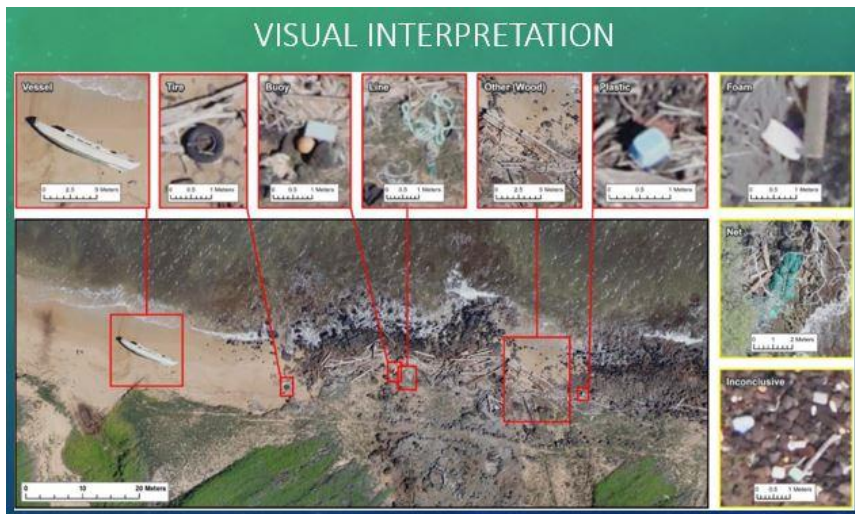 VISUAL INTERPRETATION
Vessel
0 2.5 5 Meters
Tire
0 0.5 1 Meters
Buoy
0 0.5 1 Meters
Line
0 0.5 1 Meters
Other (Wood)
0 2.5 5 Meters
Plastic
0 0.5 1 Meters
Foam
0 0.5 1 Meters
Net
0 1 2 Meters
Inconclusive
0 0.5 1 Meters
0 10 20 Meters